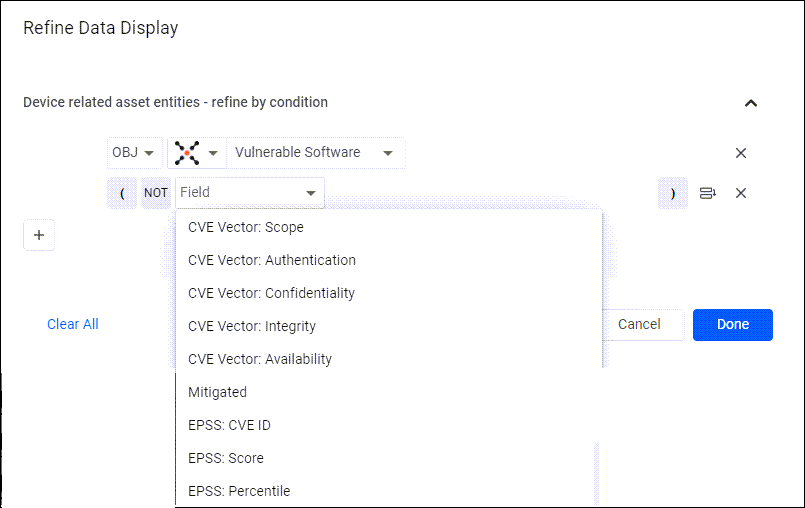 Refine Data Display
Device related asset entities - refine by condition
OBJ Vulnerable Software
( NOT Field )
+
CVE Vector: Scope
CVE Vector: Authentication
CVE Vector: Confidentiality
CVE Vector: Integrity
Clear All Cancel Done
CVE Vector: Availability
Mitigated
EPSS: CVE ID
EPSS: Score
EPSS: Percentile